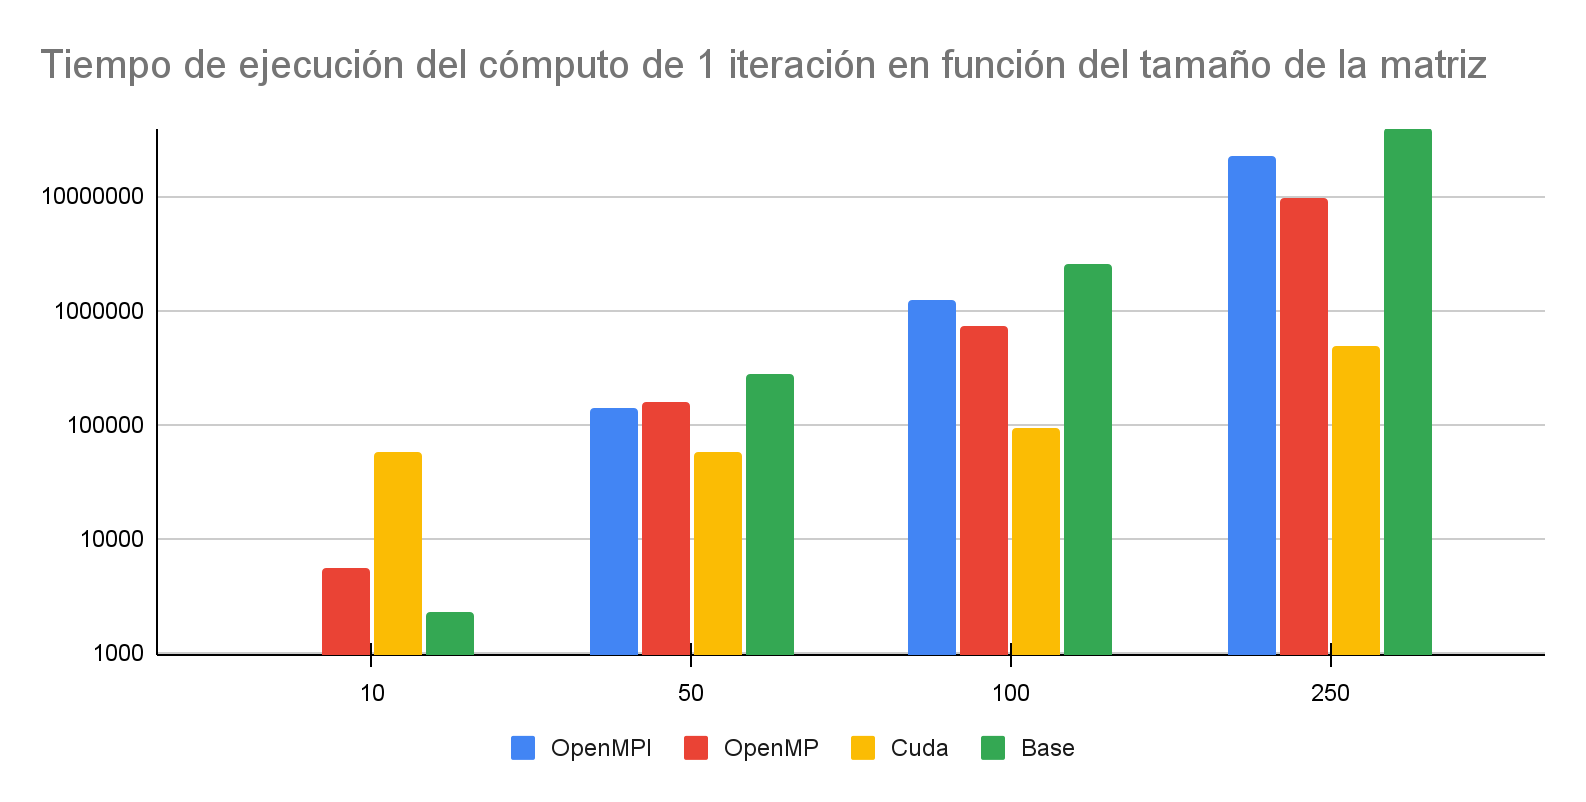 Tiempo de ejecución del cómputo de 1 iteración en función del tamaño de la matriz
10000000
1000000
100000
10000
1000
10 50 100 250
OpenMPI OpenMP Cuda Base